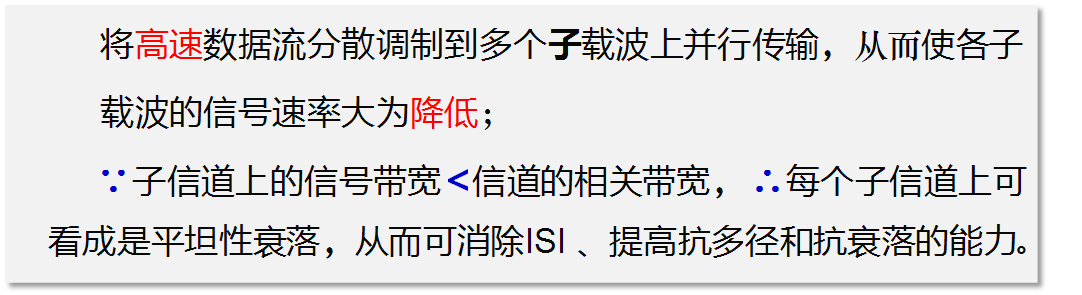 将高速数据流分散调制到多个子载波上并行传输，从而使各子
载波的信号速率大为降低；
∵子信道上的信号带宽<信道的相关带宽，∴每个子信道上可
看成是平坦性衰落，从而可消除ISI 、提高抗多径和抗衰落的能力。